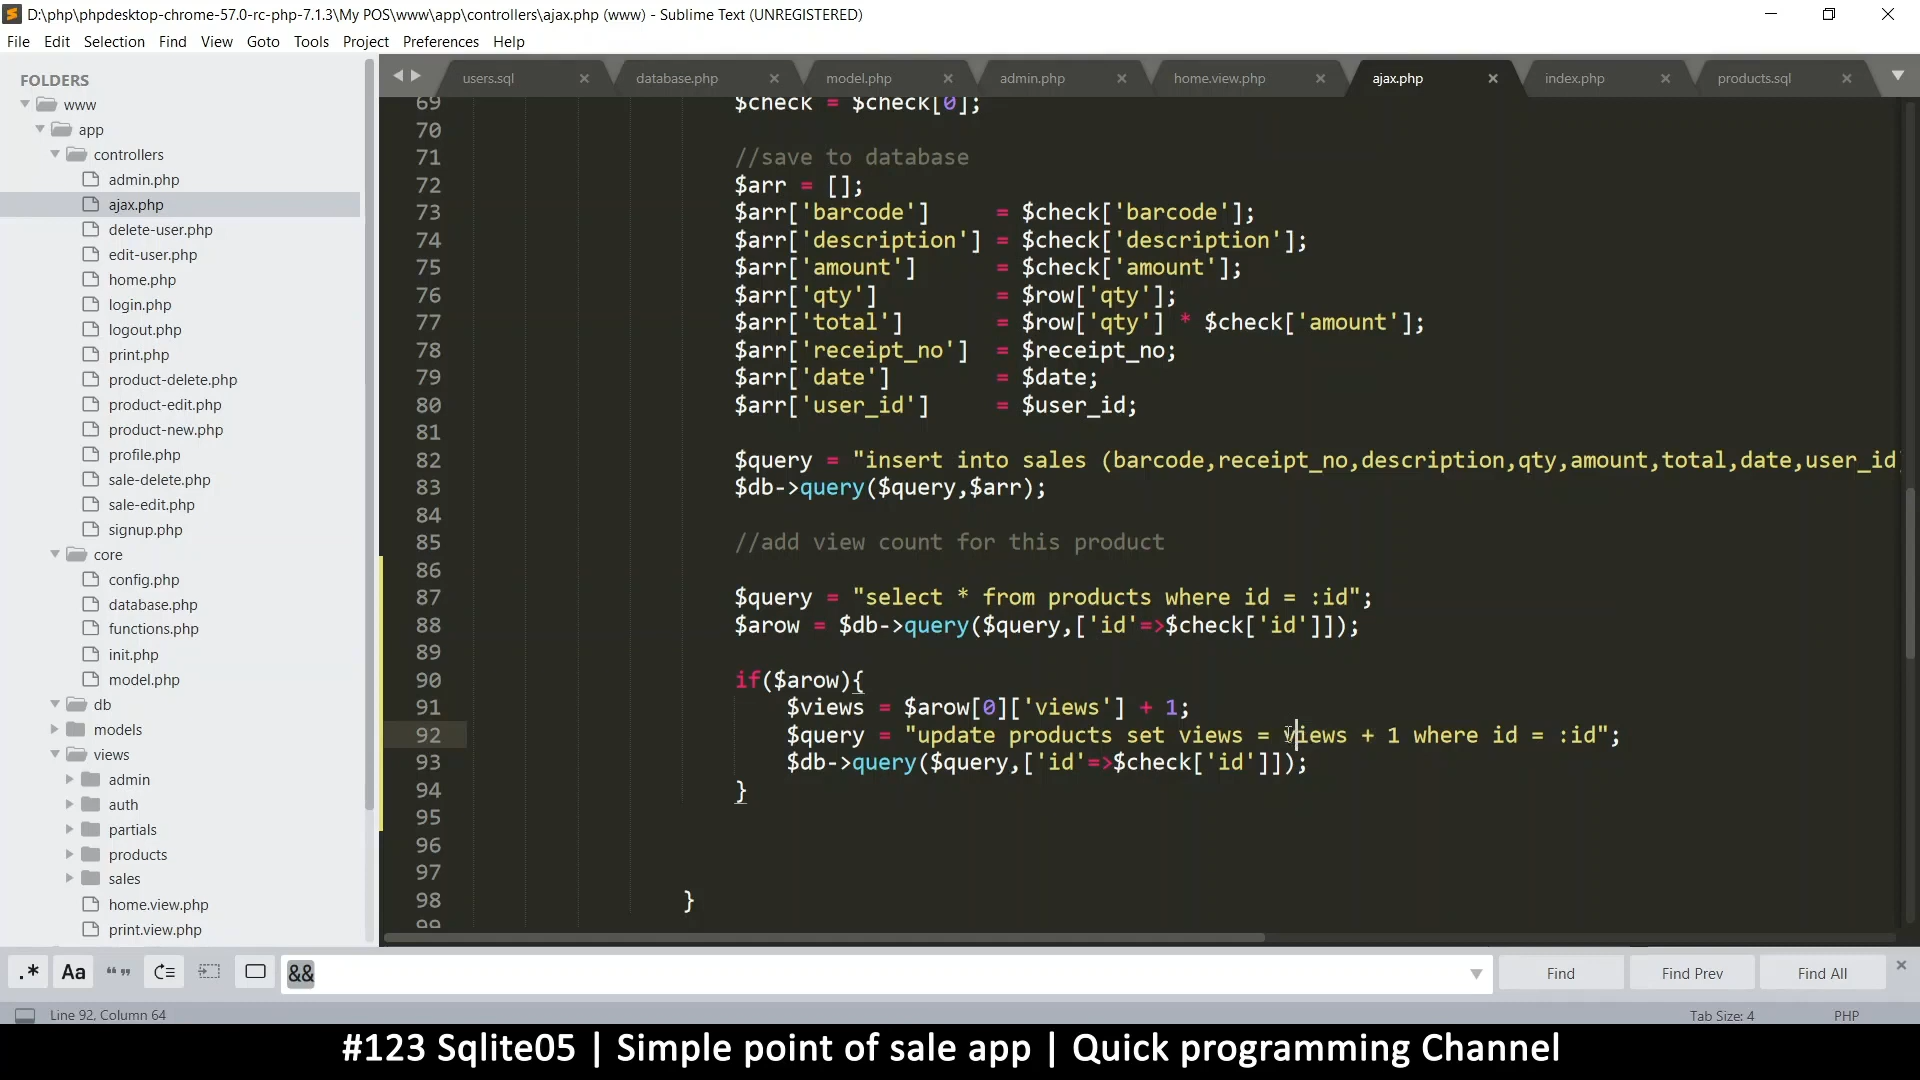 D:\php\phpdesktop-chrome-57.0-rc-php-7.1.3\My POS\www\app\controllers\ajax.php (www) - Sublime Text (UNREGISTERED)
File Edit Selection Find View Goto Tools Project Preferences Help
FOLDERS
www
app
controllers
admin.php
ajax.php
delete-user.php
edit-user.php
home.php
login.php
logout.php
print.php
product-delete.php
product-edit.php
product-new.php
profile.php
sale-delete.php
sale-edit.php
signup.php
core
config.php
database.php
functions.php
init.php
model.php
db
models
views
admin
auth
partials
products
sales
home.view.php
print.view.php
users.sql database.php model.php admin.php home.view.php ajax.php index.php products.sql
69 $check = $check[0];
70
71 //save to database
72 $arr = [];
73 $arr['barcode'] = $check['barcode'];
74 $arr['description'] = $check['description'];
75 $arr['amount'] = $check['amount'];
76 $arr['qty'] = $row['qty'];
77 $arr['total'] = $row['qty'] * $check['amount'];
78 $arr['receipt_no'] = $receipt_no;
79 $arr['date'] = $date;
80 $arr['user_id'] = $user_id;
81
82 $query = "insert into sales (barcode,receipt_no,description,qty,amount,total,date,user_id
83 $db->query($query,$arr);
84
85 //add view count for this product
86
87 $query = "select * from products where id = :id";
88 $arow = $db->query($query,['id'=>$check['id']]);
89
90 if($arow){
91 $views = $arow[0]['views'] + 1;
92 $query = "update products set views = views + 1 where id = :id";
93 $db->query($query,['id'=>$check['id']]);
94 }
95
96
97
98 }
99
.* Aa “” && Find Find Prev Find All
Line 92, Column 64 Tab Size: 4 PHP
#123 Sqlite05 | Simple point of sale app | Quick programming Channel